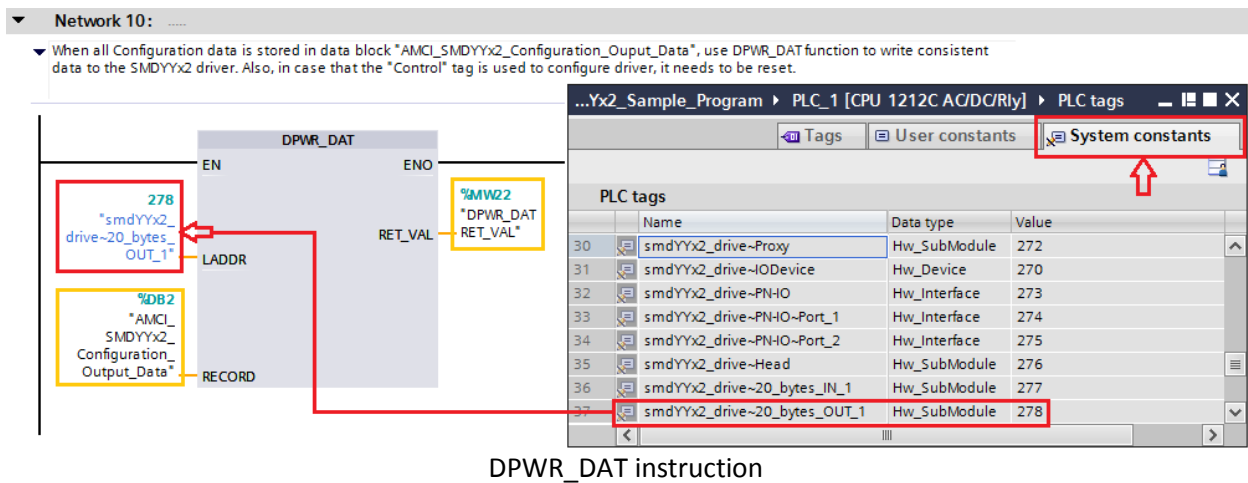 Network 10: .....
When all Configuration data is stored in data block "AMCI_SMDYYx2_Configuration_Ouput_Data", use DPWR_DAT function to write consistent
data to the SMDYYx2 driver. Also, in case that the "Control" tag is used to configure driver, it needs to be reset.
DPWR_DAT
EN
ENO
278
"smdYYx2_
drive~20_bytes_
OUT_1"
LADDR
%DB2
"AMCI_
SMDYYx2_
Configuration_
Output_Data"
RECORD
RET_VAL
%MW22
"DPWR_DAT
RET_VAL"
...Yx2_Sample_Program ▸ PLC_1 [CPU 1212C AC/DC/Rly] ▸ PLC tags
Tags
User constants
System constants
PLC tags
Name Data type Value
30 smdYYx2_drive~Proxy Hw_SubModule 272
31 smdYYx2_drive~IODevice Hw_Device 270
32 smdYYx2_drive~PN-IO Hw_Interface 273
33 smdYYx2_drive~PN-IO~Port_1 Hw_Interface 274
34 smdYYx2_drive~PN-IO~Port_2 Hw_Interface 275
35 smdYYx2_drive~Head Hw_SubModule 276
36 smdYYx2_drive~20_bytes_IN_1 Hw_SubModule 277
37 smdYYx2_drive~20_bytes_OUT_1 Hw_SubModule 278
DPWR_DAT instruction